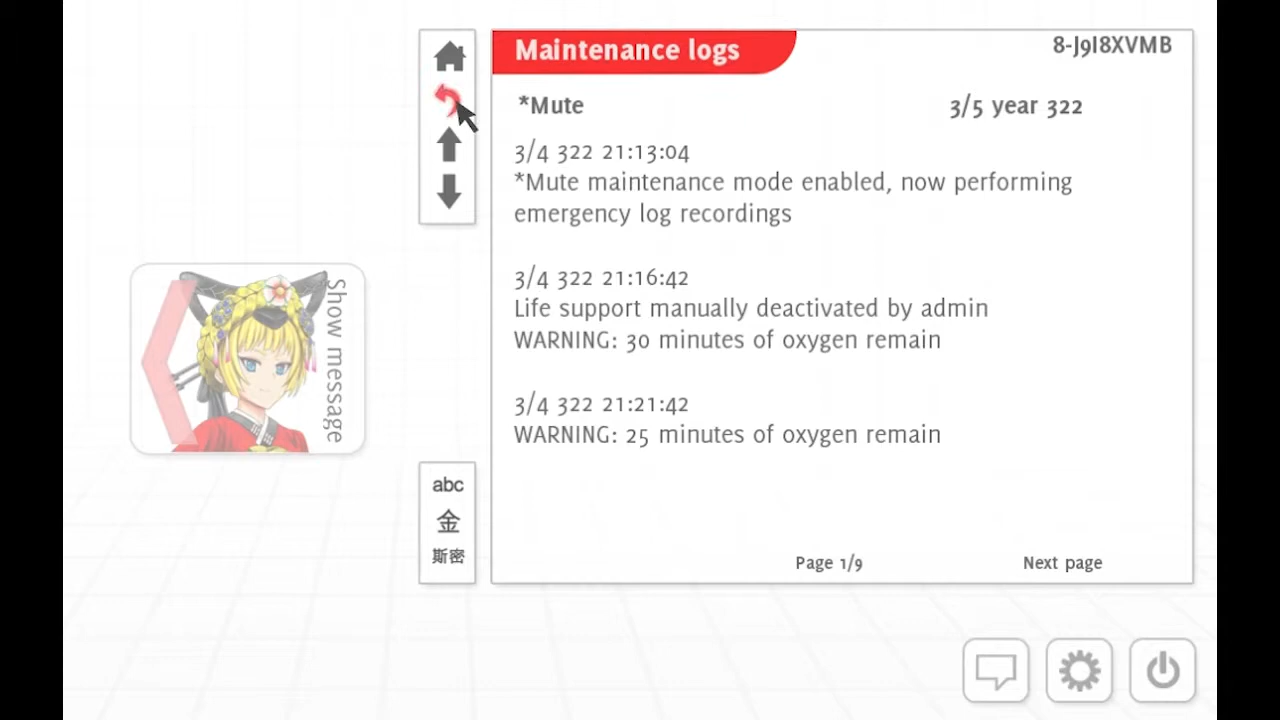 Maintenance logs
8-J9I8XVMB
*Mute
3/5 year 322
3/4 322 21:13:04
*Mute maintenance mode enabled, now performing
emergency log recordings
3/4 322 21:16:42
Life support manually deactivated by admin
WARNING: 30 minutes of oxygen remain
3/4 322 21:21:42
WARNING: 25 minutes of oxygen remain
Page 1/9
Next page
Show message
abc
金
斯密